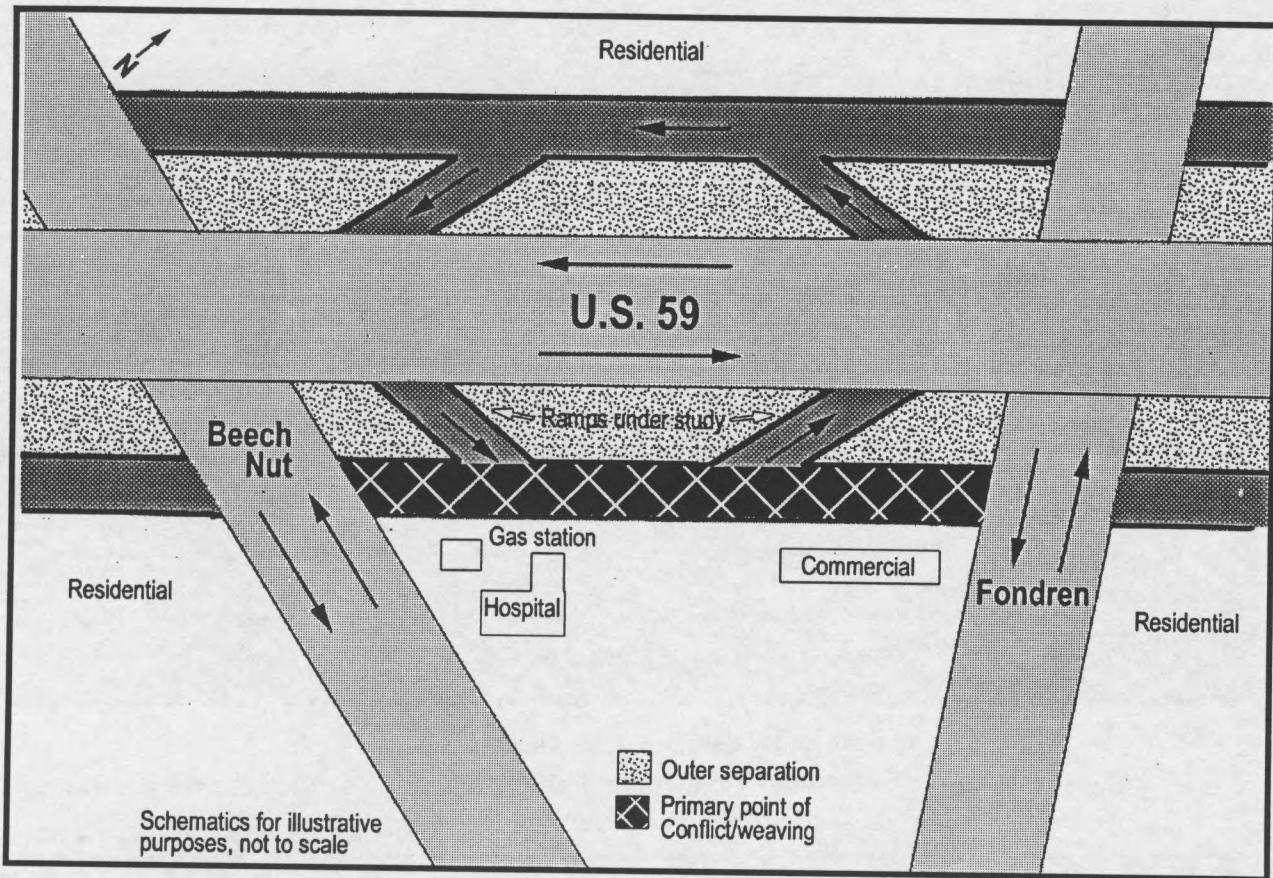 N
Residential
U.S. 59
Ramps under study
Beech
Nut
Gas station
Hospital
Commercial
Fondren
Residential
Residential
Outer separation
Primary point of
Conflict/weaving
Schematics for illustrative
purposes, not to scale